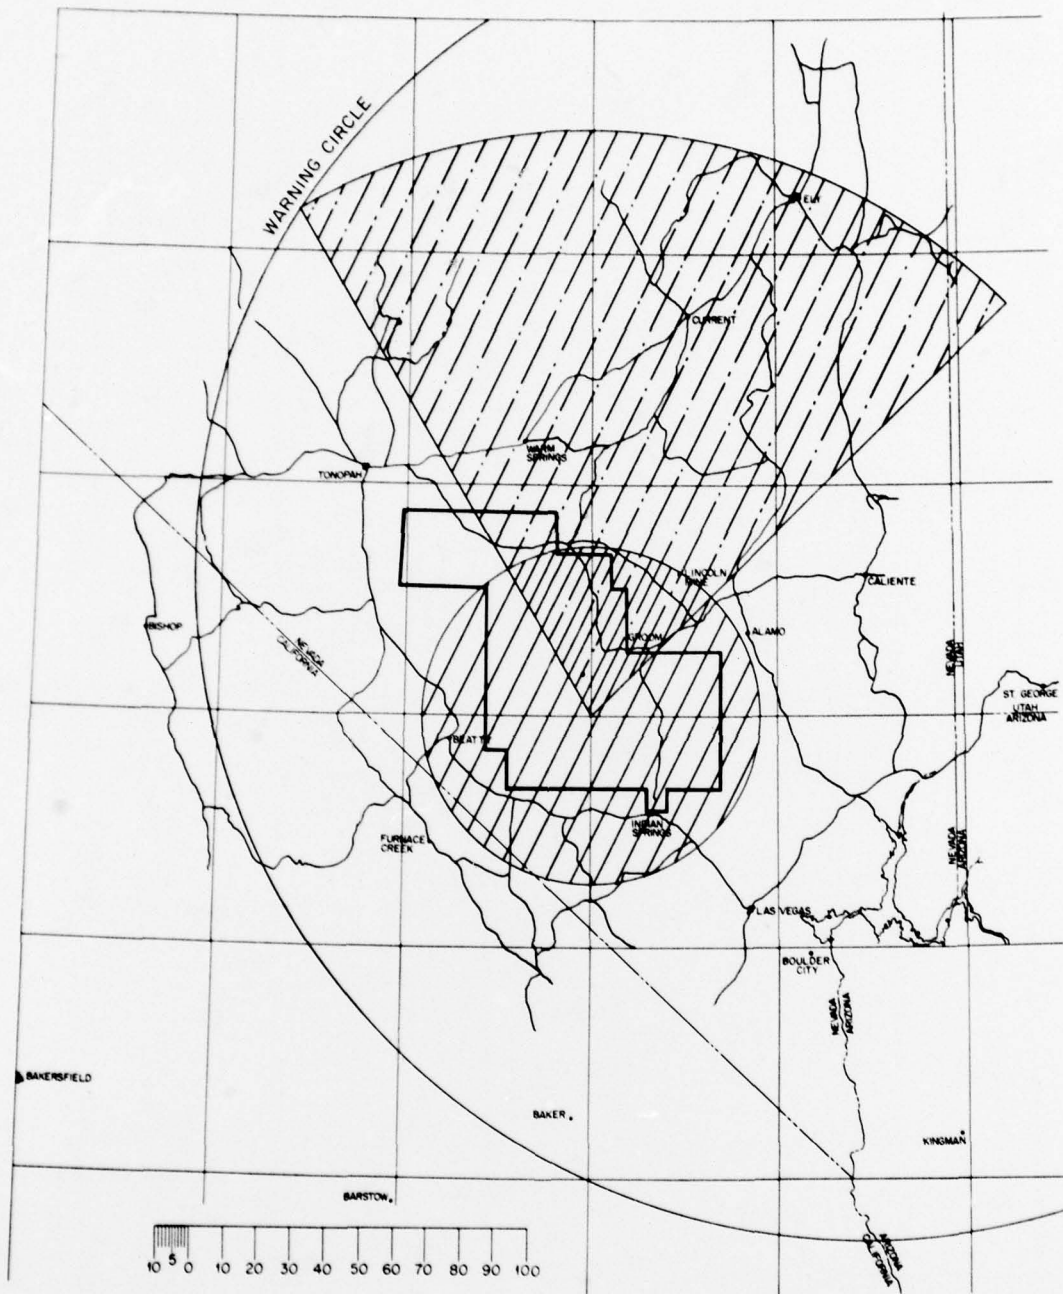 WARNING CIRCLE
ELY
CURRENT
WARM
SPRINGS
TONOPAH
LINCOLN
MINE
CALIENTE
BISHOP
NEVADA
CALIFORNIA
GROOM
ALAMO
NEVADA
UTAH
ST. GEORGE
UTAH
ARIZONA
BEATTY
INDIAN
SPRINGS
FURNACE
CREEK
NEVADA
ARIZONA
LAS VEGAS
BOULDER
CITY
NEVADA
ARIZONA
BAKERSFIELD
BAKER
KINGMAN
BARSTOW
ARIZONA
CALIFORNIA
10 5 0 10 20 30 40 50 60 70 80 90 100